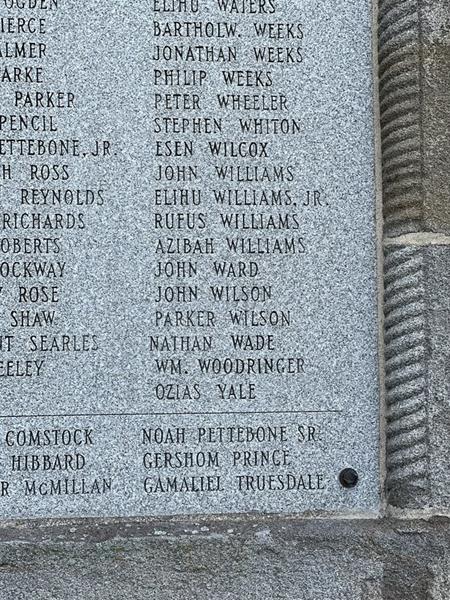 OGDEN
IERCE
ALMER
ARKE
PARKER
PENCIL
ETTEBONE, JR.
H ROSS
REYNOLDS
RICHARDS
OBERTS
OCKWAY
Y ROSE
SHAW
NT SEARLES
EELEY
ELIHU WATERS
BARTHOLW. WEEKS
JONATHAN WEEKS
PHILIP WEEKS
PETER WHEELER
STEPHEN WHITON
ESEN WILCOX
JOHN WILLIAMS
ELIHU WILLIAMS, JR.
RUFUS WILLIAMS
AZIBAH WILLIAMS
JOHN WARD
JOHN WILSON
PARKER WILSON
NATHAN WADE
WM. WOODRINGER
OZIAS YALE
COMSTOCK
HIBBARD
R McMILLAN
NOAH PETTEBONE SR.
GERSHOM PRINCE
GAMALIEL TRUESDALE